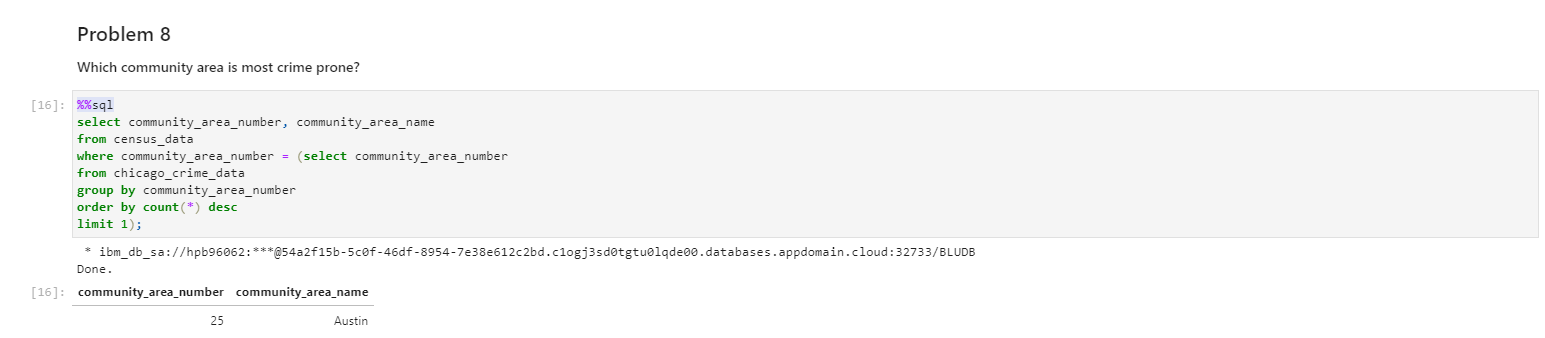 Problem 8
Which community area is most crime prone?
[16]: %%sql
select community_area_number, community_area_name
from census_data
where community_area_number = (select community_area_number
from chicago_crime_data
group by community_area_number
order by count(*) desc
limit 1);
* ibm_db_sa://hpb96062:***@54a2f15b-5c0f-46df-8954-7e38e612c2bd.c1ogj3sd0tgtu0lqde00.databases.appdomain.cloud:32733/BLUDB
Done.
[16]: community_area_number community_area_name
25 Austin